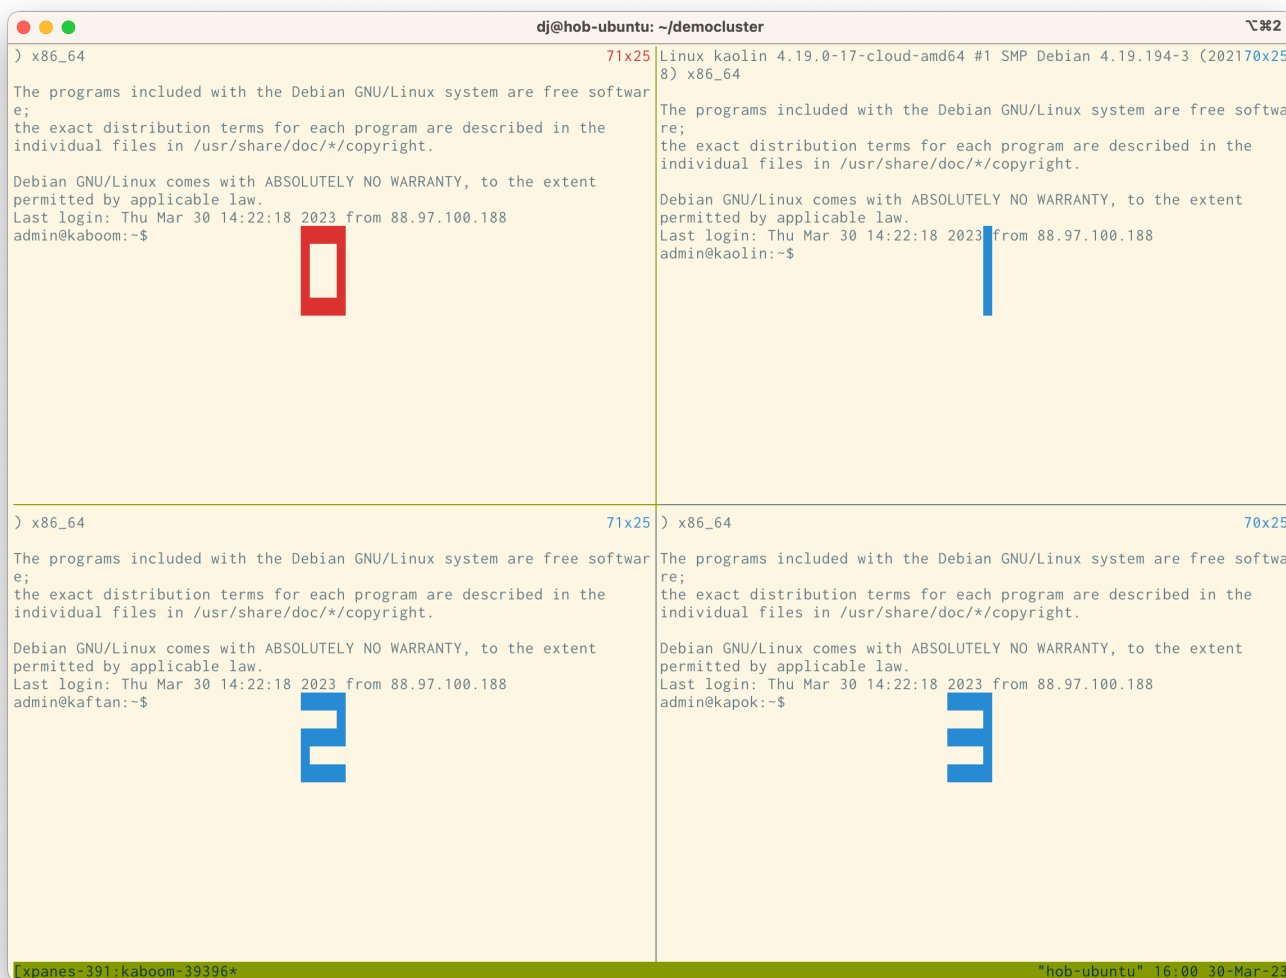 dj@hob-ubuntu: ~/democluster
⌥⌘2
) x86_64 71x25
The programs included with the Debian GNU/Linux system are free softwar
e;
the exact distribution terms for each program are described in the
individual files in /usr/share/doc/*/copyright.
Debian GNU/Linux comes with ABSOLUTELY NO WARRANTY, to the extent
permitted by applicable law.
Last login: Thu Mar 30 14:22:18 2023 from 88.97.100.188
admin@kaboom:~$
0
Linux kaolin 4.19.0-17-cloud-amd64 #1 SMP Debian 4.19.194-3 (202170x25
8) x86_64
The programs included with the Debian GNU/Linux system are free softwa
re;
the exact distribution terms for each program are described in the
individual files in /usr/share/doc/*/copyright.
Debian GNU/Linux comes with ABSOLUTELY NO WARRANTY, to the extent
permitted by applicable law.
Last login: Thu Mar 30 14:22:18 2023 from 88.97.100.188
admin@kaolin:~$
1
) x86_64 71x25
The programs included with the Debian GNU/Linux system are free softwar
e;
the exact distribution terms for each program are described in the
individual files in /usr/share/doc/*/copyright.
Debian GNU/Linux comes with ABSOLUTELY NO WARRANTY, to the extent
permitted by applicable law.
Last login: Thu Mar 30 14:22:18 2023 from 88.97.100.188
admin@kaftan:~$
2
) x86_64 70x25
The programs included with the Debian GNU/Linux system are free softwa
re;
the exact distribution terms for each program are described in the
individual files in /usr/share/doc/*/copyright.
Debian GNU/Linux comes with ABSOLUTELY NO WARRANTY, to the extent
permitted by applicable law.
Last login: Thu Mar 30 14:22:18 2023 from 88.97.100.188
admin@kapok:~$
3
[xpanes-391:kaboom-39396* "hob-ubuntu" 16:00 30-Mar-23